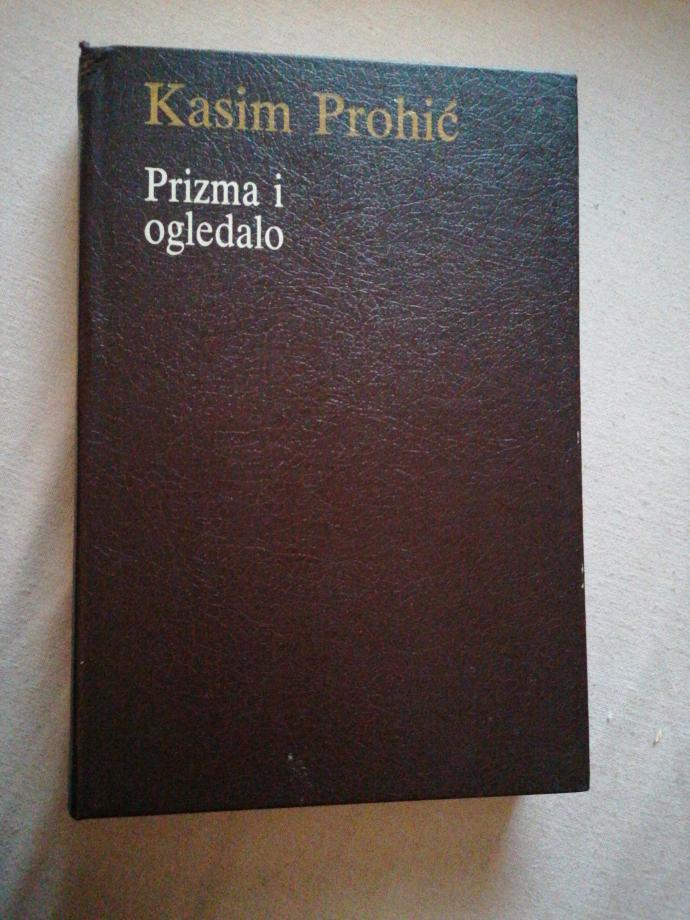 Kasim Prohić
Prizma i
ogledalo